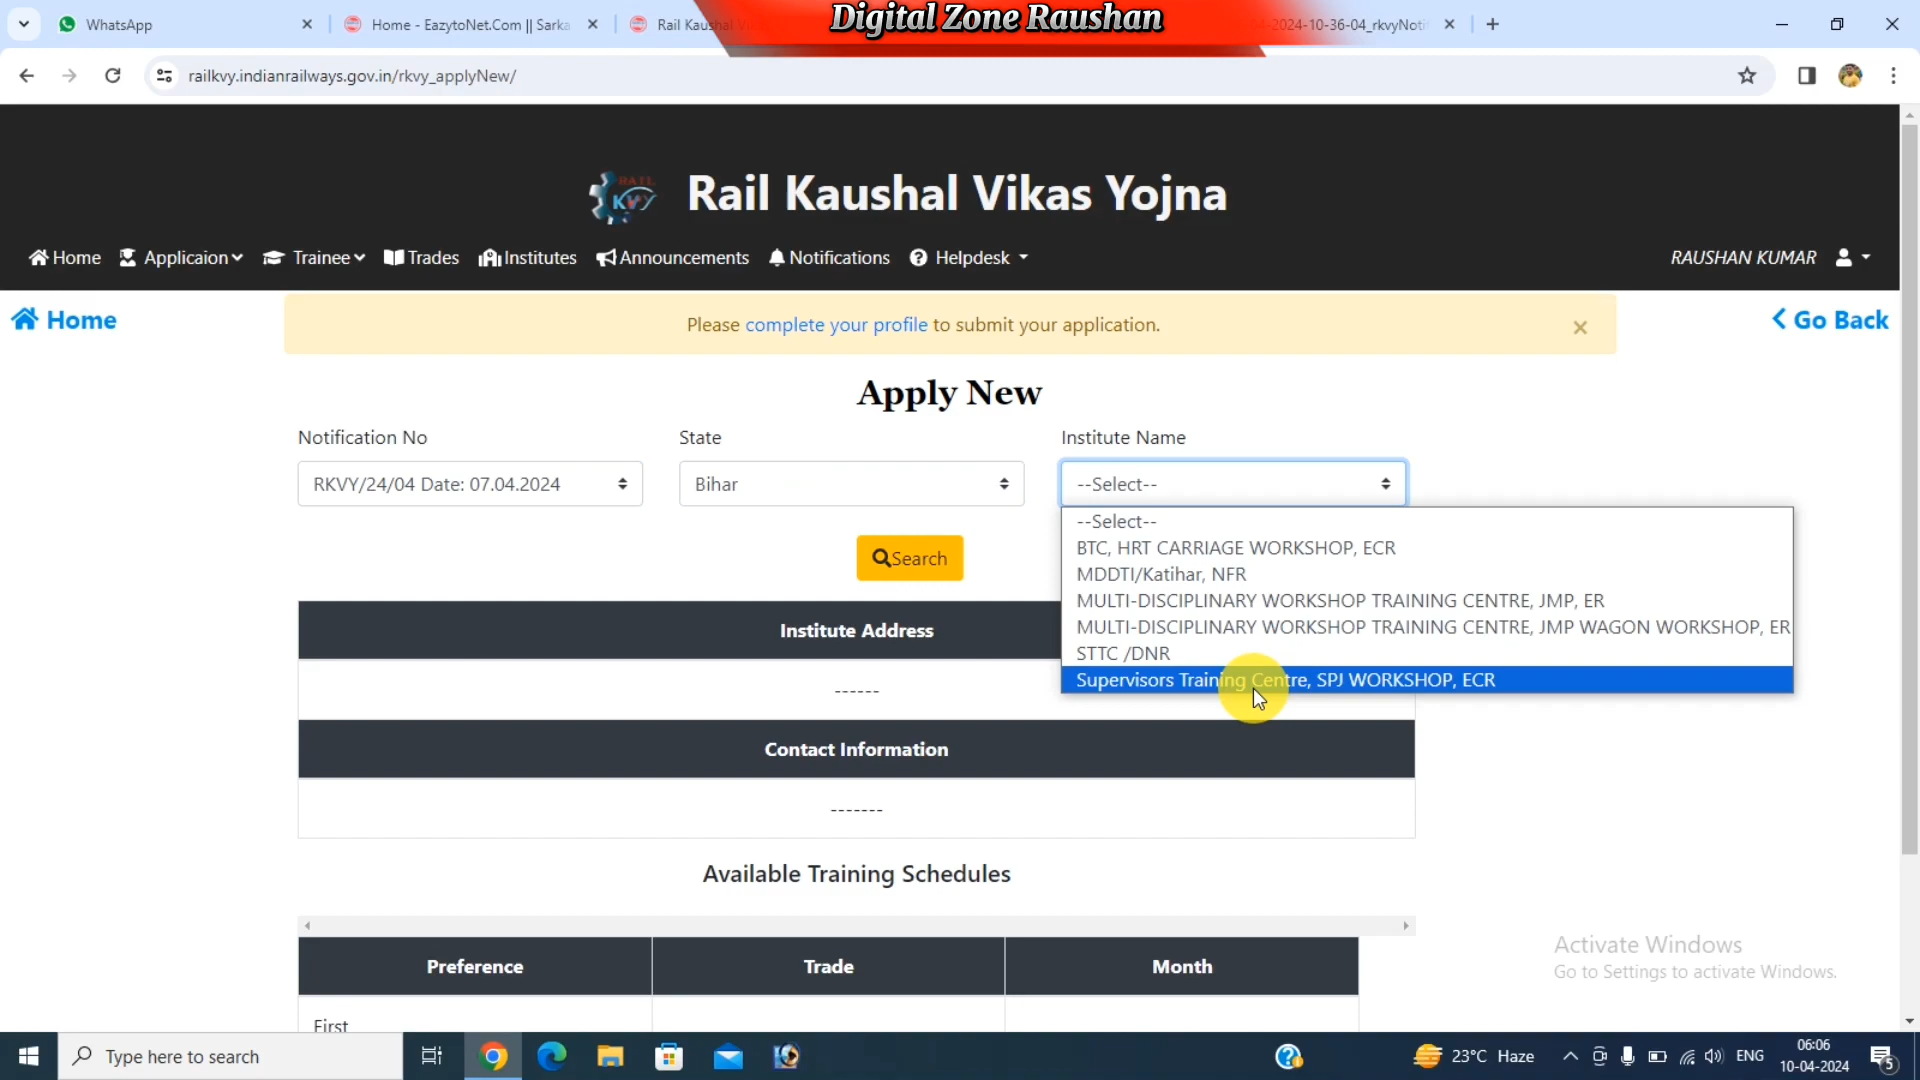 WhatsApp
Home - EazytoNet.Com || Sarka
Rail Kaushal
Digital Zone Raushan
-2024-10-36-04_rkvyNoti
railkvy.indianrailways.gov.in/rkvy_applyNew/
RAIL
KVY
Rail Kaushal Vikas Yojna
Home
Applicaion
Trainee
Trades
Institutes
Announcements
Notifications
Helpdesk
RAUSHAN KUMAR
Home
Please complete your profile to submit your application.
×
Go Back
Apply New
Notification No
State
Institute Name
RKVY/24/04 Date: 07.04.2024
Bihar
--Select--
--Select--
BTC, HRT CARRIAGE WORKSHOP, ECR
MDDTI/Katihar, NFR
MULTI-DISCIPLINARY WORKSHOP TRAINING CENTRE, JMP, ER
MULTI-DISCIPLINARY WORKSHOP TRAINING CENTRE, JMP WAGON WORKSHOP, ER
STTC /DNR
Supervisors Training Centre, SPJ WORKSHOP, ECR
Search
Institute Address
------
Contact Information
-------
Available Training Schedules
Preference
Trade
Month
First
Activate Windows
Go to Settings to activate Windows.
Type here to search
23°C Haze
ENG
06:06
10-04-2024
5